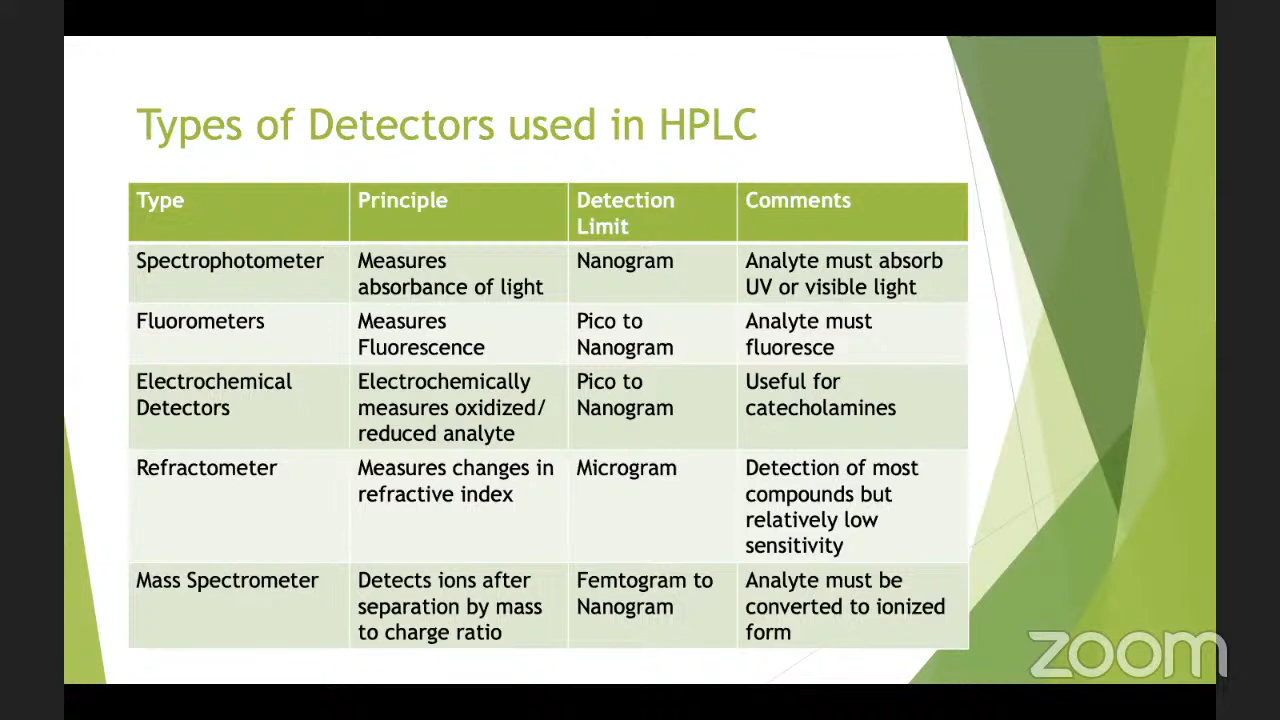 Types of Detectors used in HPLC
Type
Principle
Detection
Limit
Comments
Spectrophotometer
Measures
absorbance of light
Nanogram
Analyte must absorb
UV or visible light
Fluorometers
Measures
Fluorescence
Pico to
Nanogram
Analyte must
fluoresce
Electrochemical
Detectors
Electrochemically
measures oxidized/
reduced analyte
Pico to
Nanogram
Useful for
catecholamines
Refractometer
Measures changes in
refractive index
Microgram
Detection of most
compounds but
relatively low
sensitivity
Mass Spectrometer
Detects ions after
separation by mass
to charge ratio
Femtogram to
Nanogram
Analyte must be
converted to ionized
form
zoom